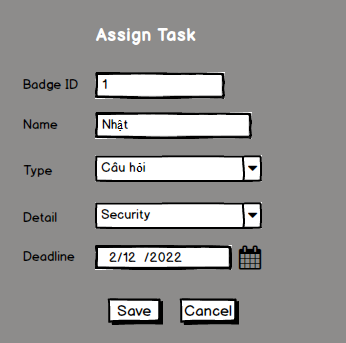 Assign Task
Badge ID 1
Name Nhật
Type Câu hỏi
Detail Security
Deadline 2/12 /2022
Save Cancel